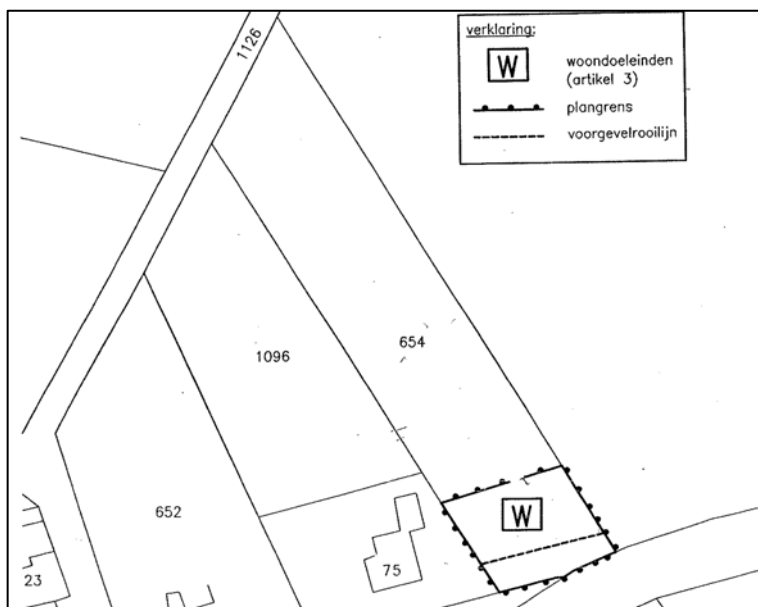 verklaring:
W woondoeleinden
(artikel 3)
plangrens
voorgevelrooilijn
1126
654
1096
652
W
75
23